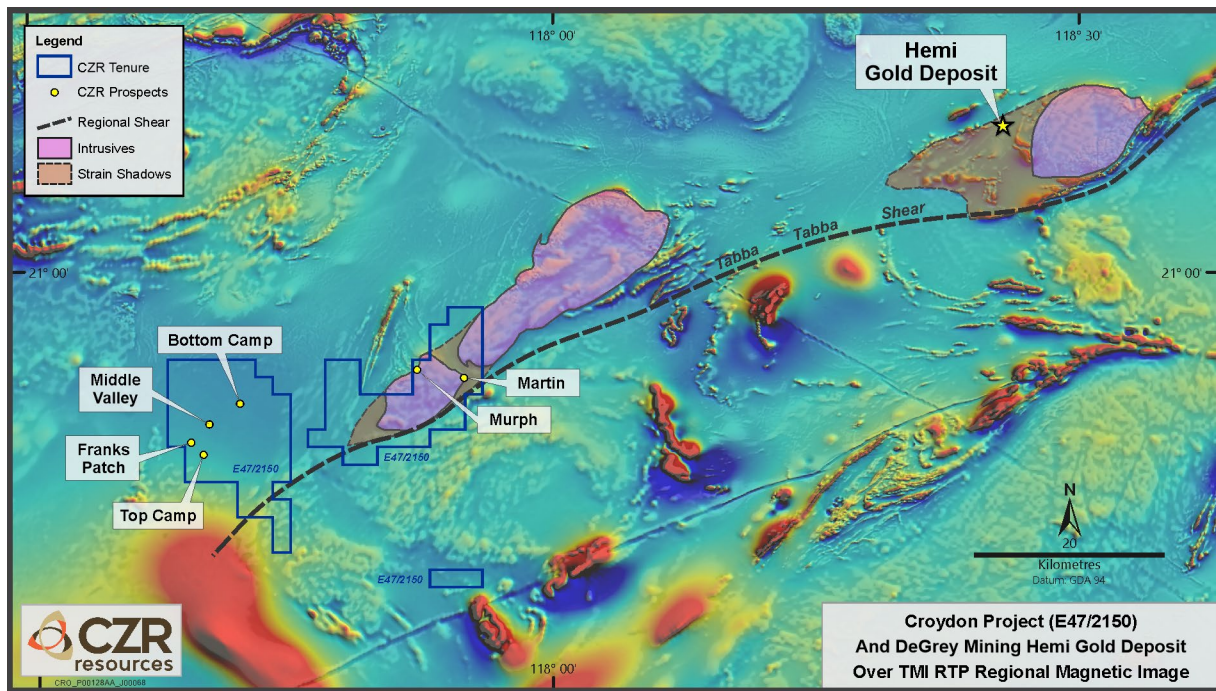 118° 00'
118° 30'
Legend
CZR Tenure
CZR Prospects
Regional Shear
Intrusives
Strain Shadows
Hemi
Gold Deposit
Tabba Tabba Shear
21° 00'
21° 00'
Bottom Camp
Middle
Valley
Franks
Patch
Top Camp
E47/2150
Martin
Murph
E47/2150
E47/2150
N
20
Kilometres
Datum: GDA 94
CZR
resources
CRG_P00128AA_J00068
118° 00'
Croydon Project (E47/2150)
And DeGrey Mining Hemi Gold Deposit
Over TMI RTP Regional Magnetic Image